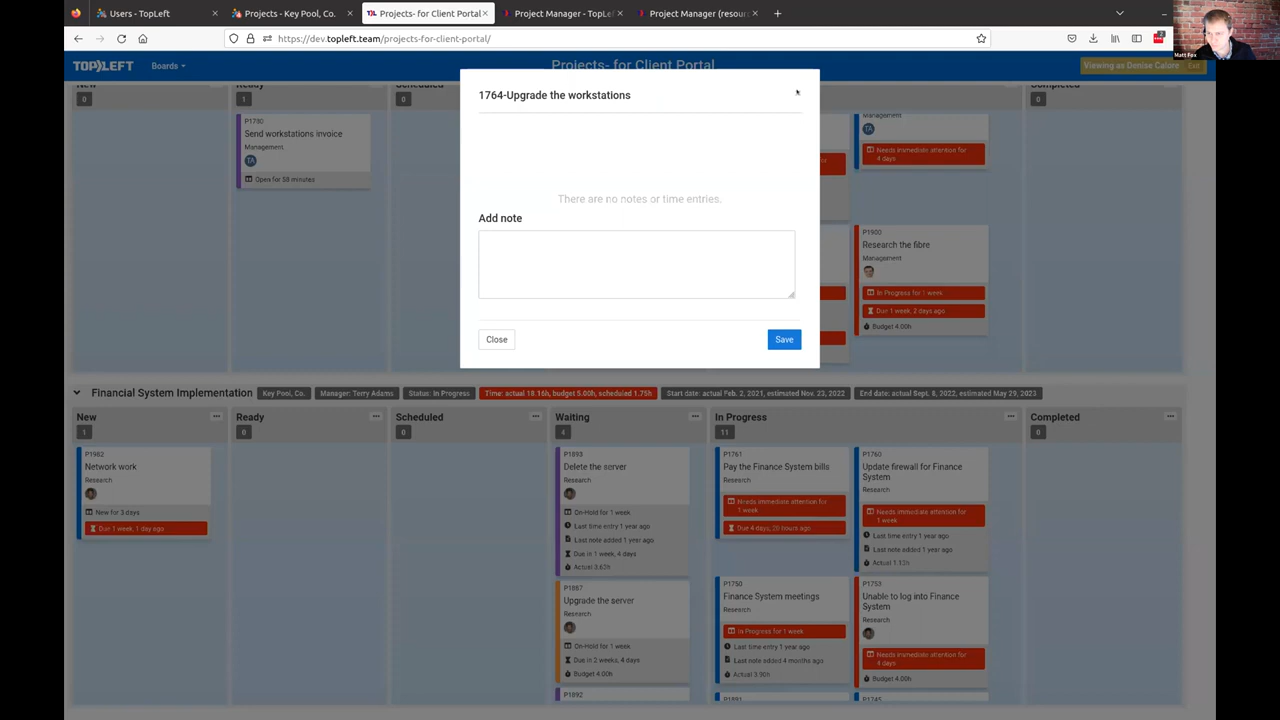 Users - TopLeft
Projects - Key Pool, Co.
Projects- for Client Portal
Project Manager - TopLef
Project Manager (resour
https://dev.topleft.team/projects-for-client-portal/
Matt Fox
TOP LEFT
Boards
Projects- for Client Portal
Viewing as Denise Calore
Exit
New
0
Ready
1
Scheduled
0
Completed
0
P1780
Send workstations invoice
Management
TA
Open for 58 minutes
1764-Upgrade the workstations
There are no notes or time entries.
Add note
Close
Save
Management
TA
Needs immediate attention for
4 days
P1900
Research the fibre
Management
In Progress for 1 week
Due 1 week, 2 days ago
Budget 4.00h
Financial System Implementation
Key Pool, Co.
Manager: Terry Adams
Status: In Progress
Time: actual 18.16h, budget 5.00h, scheduled 1.75h
Start date: actual Feb. 2, 2021, estimated Nov. 23, 2022
End date: actual Sept. 8, 2022, estimated May 29, 2023
New
1
Ready
0
Scheduled
0
Waiting
4
In Progress
11
Completed
0
P1982
Network work
Research
New for 3 days
Due 1 week, 1 day ago
P1893
Delete the server
Research
On-Hold for 1 week
Last time entry 1 year ago
Last note added 1 year ago
Due in 1 week, 4 days
Actual 3.63h
P1887
Upgrade the server
Research
On-Hold for 1 week
Due in 2 weeks, 4 days
Budget 4.00h
P1892
P1761
Pay the Finance System bills
Research
Needs immediate attention for
1 week
Due 4 days, 20 hours ago
P1750
Finance System meetings
Research
In Progress for 1 week
Last time entry 1 year ago
Last note added 4 months ago
Actual 3.90h
P1891
P1760
Update firewall for Finance
System
Research
Needs immediate attention for
1 week
Last time entry 1 year ago
Last note added 1 year ago
Actual 1.13h
P1753
Unable to log into Finance
System
Research
Needs immediate attention for
4 days
Budget 4.00h
P1745